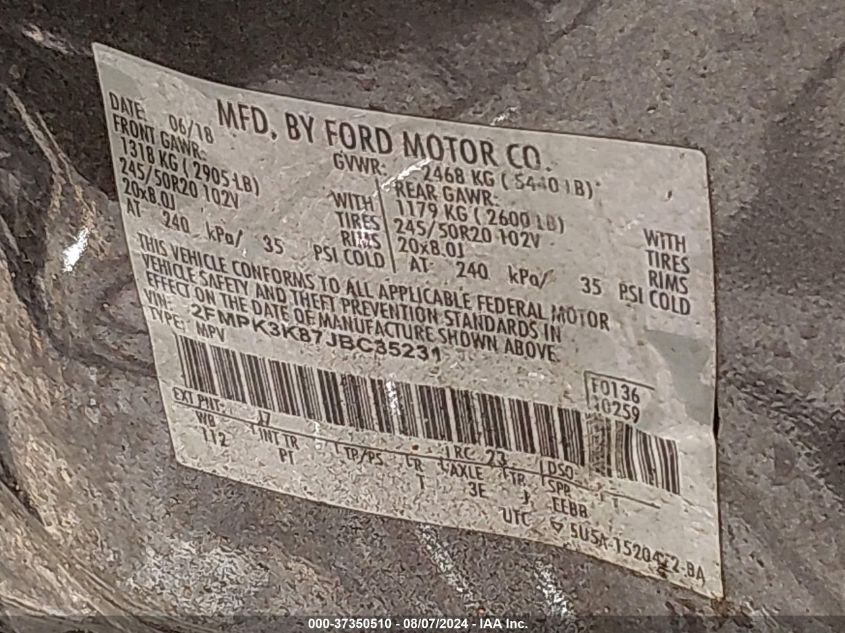 MFD. BY FORD MOTOR CO.
DATE: 06/18 GVWR: 2468 KG (5440 LB)
FRONT GAWR: REAR GAWR:
1318 KG (2905 LB) WITH 1179 KG (2600 LB) WITH
245/50R20 102V TIRES 245/50R20 102V TIRES
20x8.0J RIMS 20x8.0J RIMS
AT 240 kPa/ 35 PSI COLD AT 240 kPa/ 35 PSI COLD
THIS VEHICLE CONFORMS TO ALL APPLICABLE FEDERAL MOTOR
VEHICLE SAFETY AND THEFT PREVENTION STANDARDS IN
EFFECT ON THE DATE OF MANUFACTURE SHOWN ABOVE.
VIN: 2FMPK3K87JBC35231
TYPE: MPV
F0136
10259
EXT PNT: J7 RC: 23 DSO:
WB INT TR TP/PS R AXLE TR SPR
112 PT T 3E J EEBB
UTC 5U5A-1520472-BA
000-37350510 - 08/07/2024 - IAA Inc.